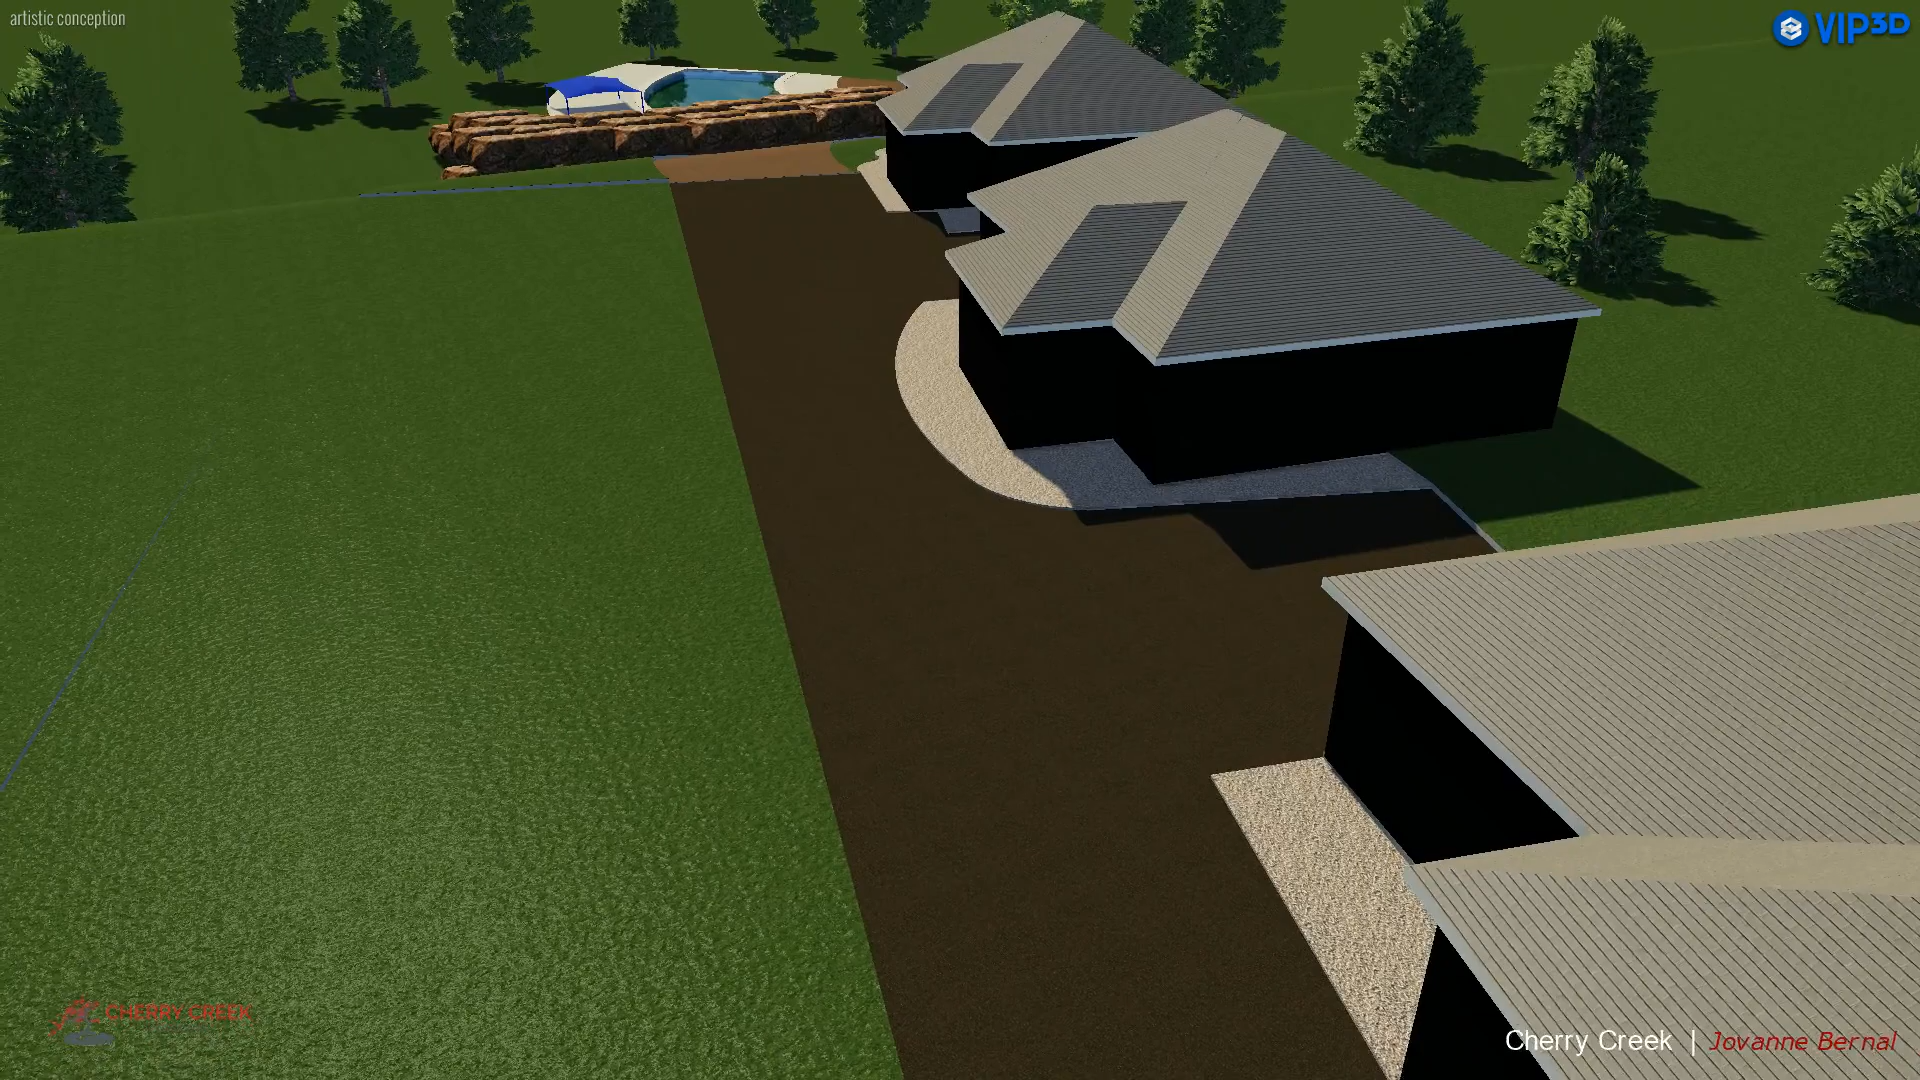 artistic conception
VIP3D
CHERRY CREEK
Cherry Creek | Jovanne Bernal